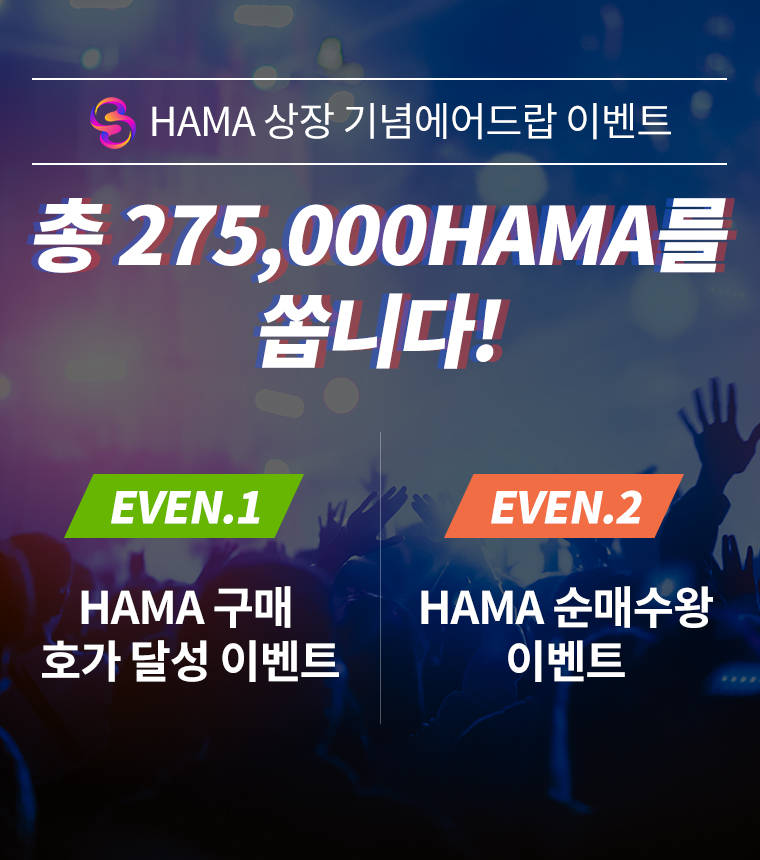 HAMA 상장 기념에어드랍 이벤트
총 275,000HAMA를
쏩니다!
EVEN.1
HAMA 구매
호가 달성 이벤트
EVEN.2
HAMA 순매수왕
이벤트